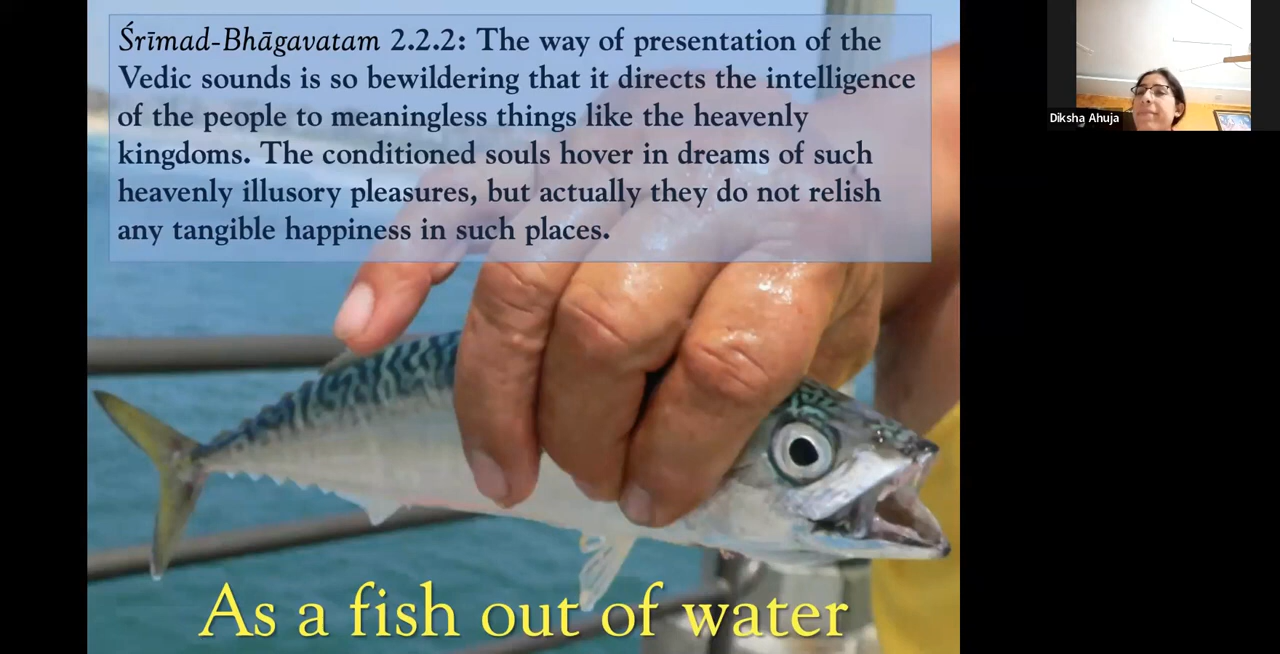 Śrīmad-Bhāgavatam 2.2.2: The way of presentation of the
Vedic sounds is so bewildering that it directs the intelligence
of the people to meaningless things like the heavenly
kingdoms. The conditioned souls hover in dreams of such
heavenly illusory pleasures, but actually they do not relish
any tangible happiness in such places.
Diksha Ahuja
As a fish out of water